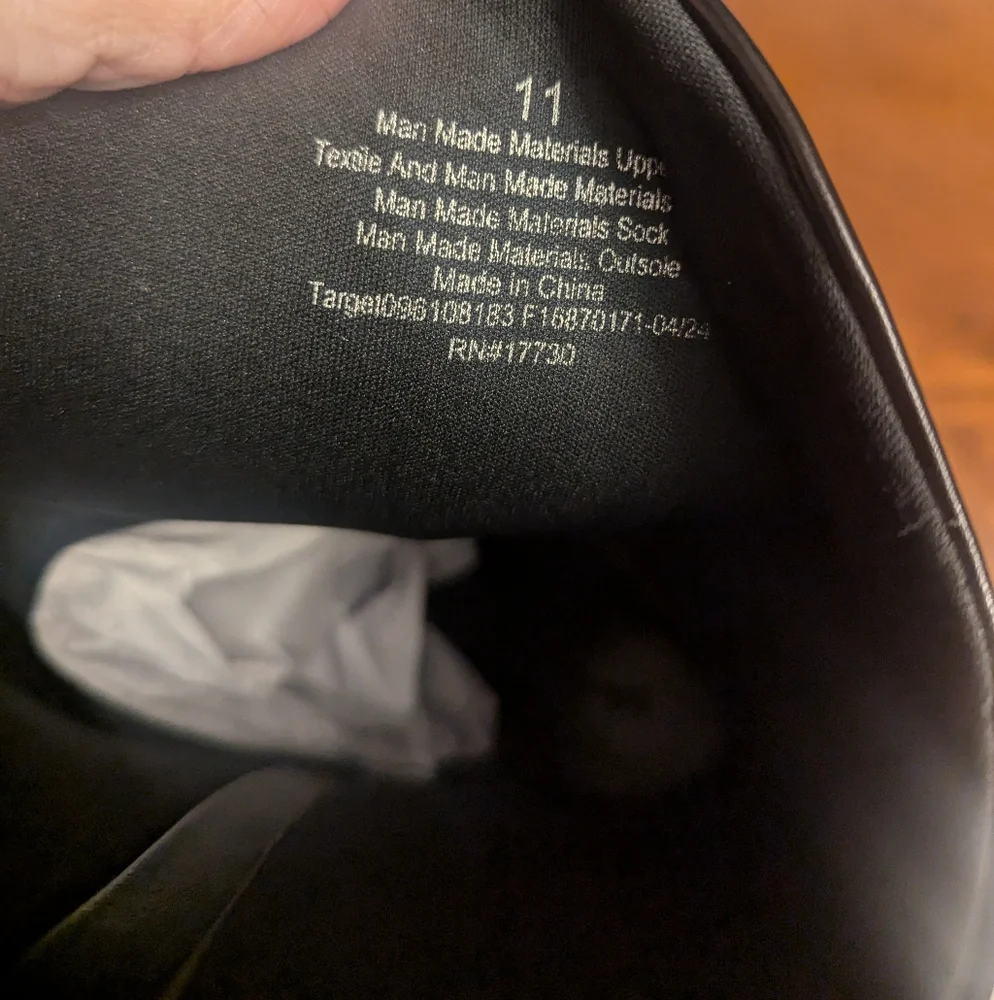 11
Man Made Materials Uppe
Textile And Man Made Materials
Man Made Materials Sock
Man Made Materials Outsole
Made in China
Target096108183 F16870171-04/24
RN#17730